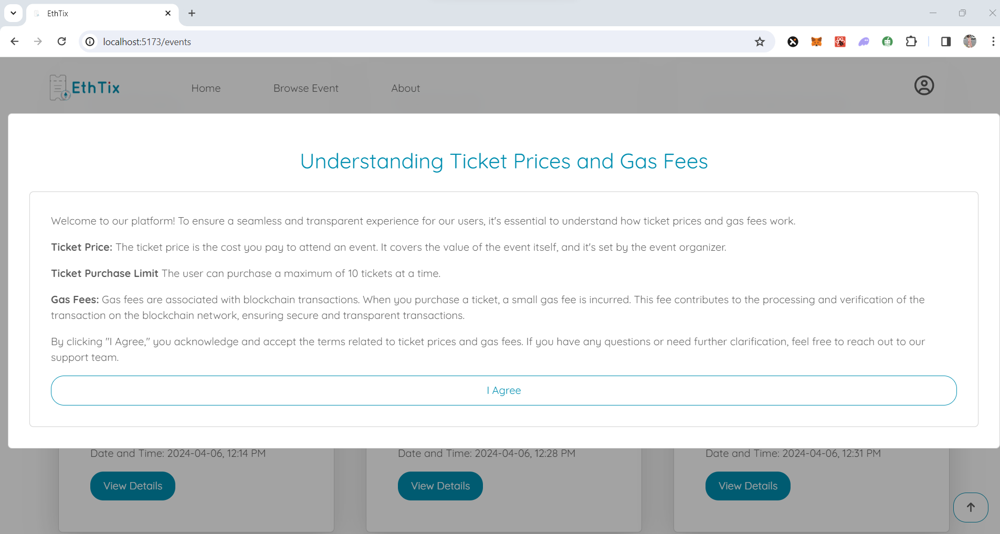 EthTix
localhost:5173/events
EthTix Home Browse Event About
Understanding Ticket Prices and Gas Fees
Welcome to our platform! To ensure a seamless and transparent experience for our users, it's essential to understand how ticket prices and gas fees work.
Ticket Price: The ticket price is the cost you pay to attend an event. It covers the value of the event itself, and it's set by the event organizer.
Ticket Purchase Limit The user can purchase a maximum of 10 tickets at a time.
Gas Fees: Gas fees are associated with blockchain transactions. When you purchase a ticket, a small gas fee is incurred. This fee contributes to the processing and verification of the
transaction on the blockchain network, ensuring secure and transparent transactions.
By clicking "I Agree," you acknowledge and accept the terms related to ticket prices and gas fees. If you have any questions or need further clarification, feel free to reach out to our
support team.
I Agree
Date and Time: 2024-04-06, 12:14 PM
View Details
Date and Time: 2024-04-06, 12:28 PM
View Details
Date and Time: 2024-04-06, 12:31 PM
View Details